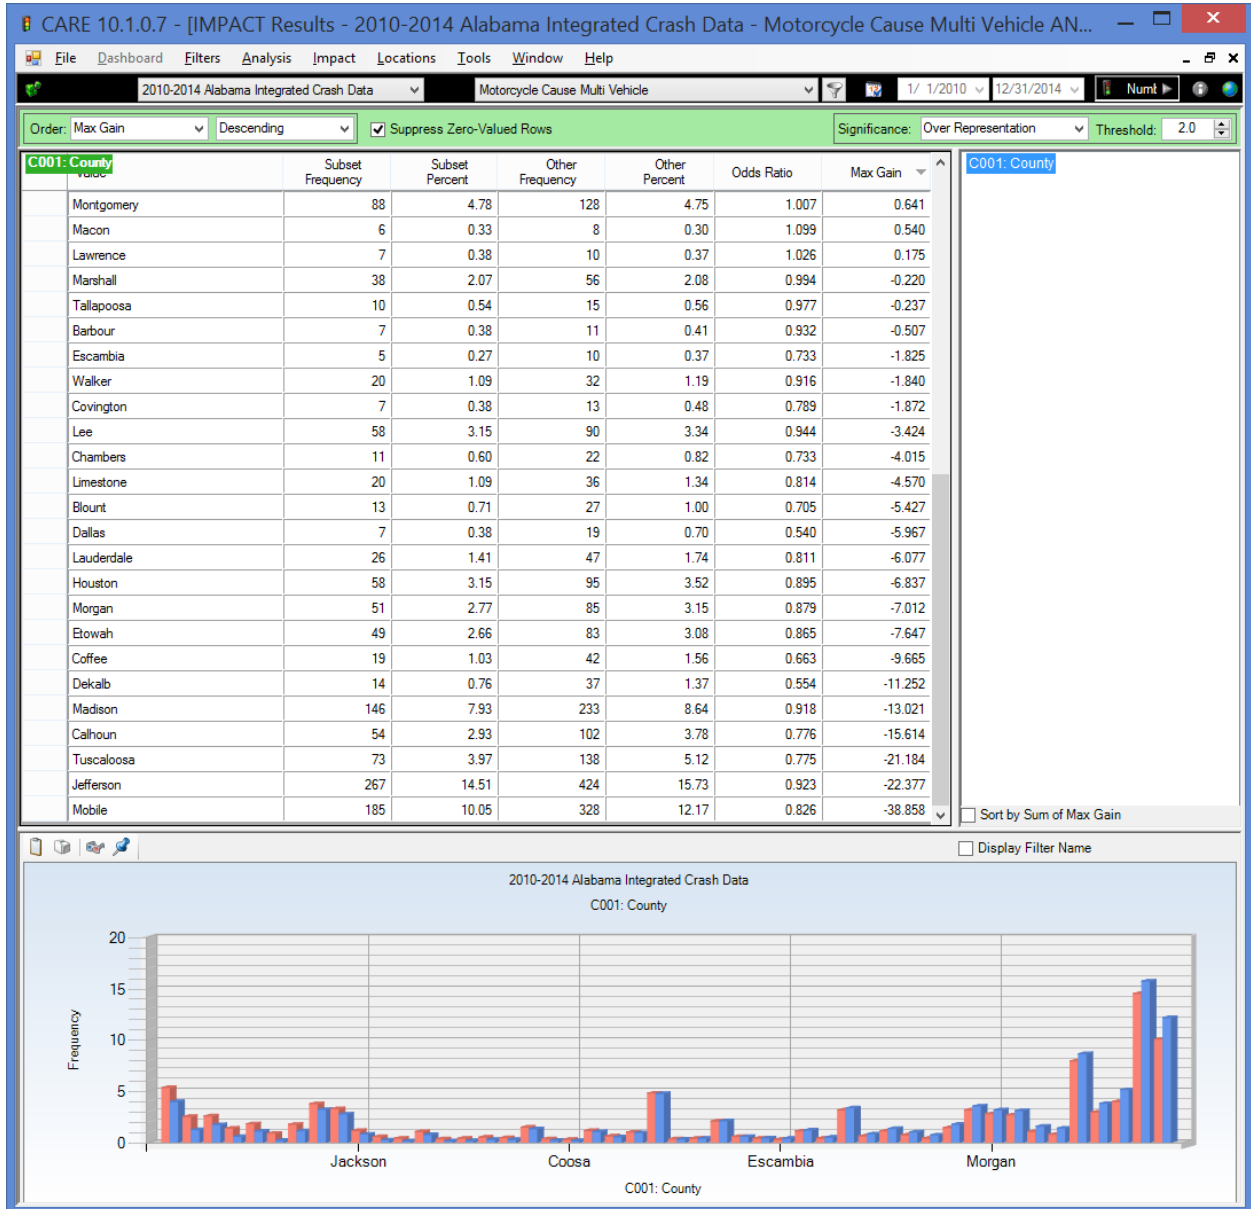 CARE 10.1.0.7 - [IMPACT Results - 2010-2014 Alabama Integrated Crash Data - Motorcycle Cause Multi Vehicle AN...
File Dashboard Filters Analysis Impact Locations Tools Window Help
2010-2014 Alabama Integrated Crash Data Motorcycle Cause Multi Vehicle 1/ 1/2010 12/31/2014 Numb
Order: Max Gain Descending Suppress Zero-Valued Rows Significance: Over Representation Threshold: 2.0
C001: County Subset Frequency Subset Percent Other Frequency Other Percent Odds Ratio Max Gain C001: County
Montgomery 88 4.78 128 4.75 1.007 0.641
Macon 6 0.33 8 0.30 1.099 0.540
Lawrence 7 0.38 10 0.37 1.026 0.175
Marshall 38 2.07 56 2.08 0.994 -0.220
Tallapoosa 10 0.54 15 0.56 0.977 -0.237
Barbour 7 0.38 11 0.41 0.932 -0.507
Escambia 5 0.27 10 0.37 0.733 -1.825
Walker 20 1.09 32 1.19 0.916 -1.840
Covington 7 0.38 13 0.48 0.789 -1.872
Lee 58 3.15 90 3.34 0.944 -3.424
Chambers 11 0.60 22 0.82 0.733 -4.015
Limestone 20 1.09 36 1.34 0.814 -4.570
Blount 13 0.71 27 1.00 0.705 -5.427
Dallas 7 0.38 19 0.70 0.540 -5.967
Lauderdale 26 1.41 47 1.74 0.811 -6.077
Houston 58 3.15 95 3.52 0.895 -6.837
Morgan 51 2.77 85 3.15 0.879 -7.012
Etowah 49 2.66 83 3.08 0.865 -7.647
Coffee 19 1.03 42 1.56 0.663 -9.665
Dekalb 14 0.76 37 1.37 0.554 -11.252
Madison 146 7.93 233 8.64 0.918 -13.021
Calhoun 54 2.93 102 3.78 0.776 -15.614
Tuscaloosa 73 3.97 138 5.12 0.775 -21.184
Jefferson 267 14.51 424 15.73 0.923 -22.377
Mobile 185 10.05 328 12.17 0.826 -38.858
Sort by Sum of Max Gain
Display Filter Name
2010-2014 Alabama Integrated Crash Data
C001: County
20
15
10
5
0
Frequency
Jackson Coosa Escambia Morgan
C001: County